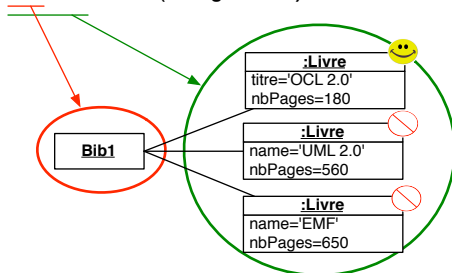 :Livre
titre='OCL 2.0'
nbPages=180
Bib1
:Livre
name='UML 2.0'
nbPages=560
:Livre
name='EMF'
nbPages=650